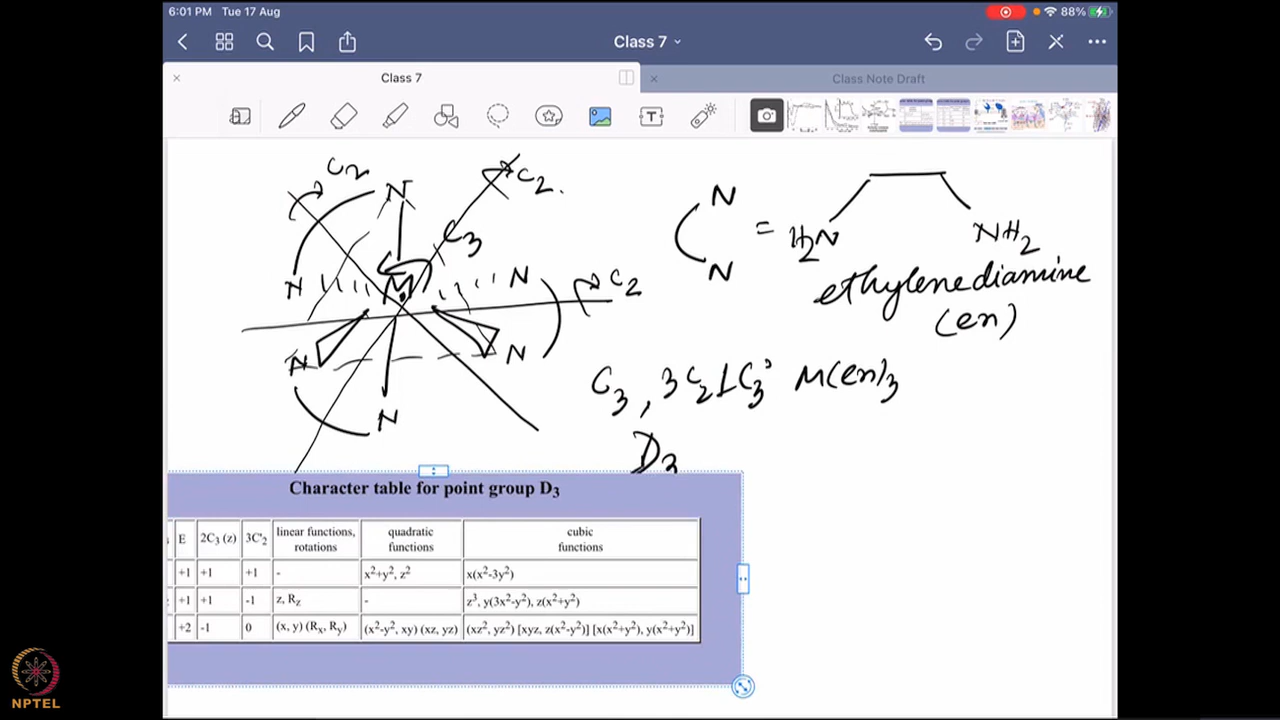 6:01 PM Tue 17 Aug
88%
Class 7
Class 7
Class Note Draft
C2
N
C2.
C3
N
M
N
C2
N
N
N
N
N
= H2N
NH2
ethylenediamine
(en)
C3, 3C2⊥C3' M(en)3
D3
Character table for point group D3
E 2C3 (z) 3C'2 linear functions, rotations quadratic functions cubic functions
+1 +1 +1 - x²+y², z² x(x²-3y²)
+1 +1 -1 z, Rz - z³, y(3x²-y²), z(x²+y²)
+2 -1 0 (x, y) (Rx, Ry) (x²-y², xy) (xz, yz) (xz², yz²) [xyz, z(x²-y²)] [x(x²+y²), y(x²+y²)]
NPTEL